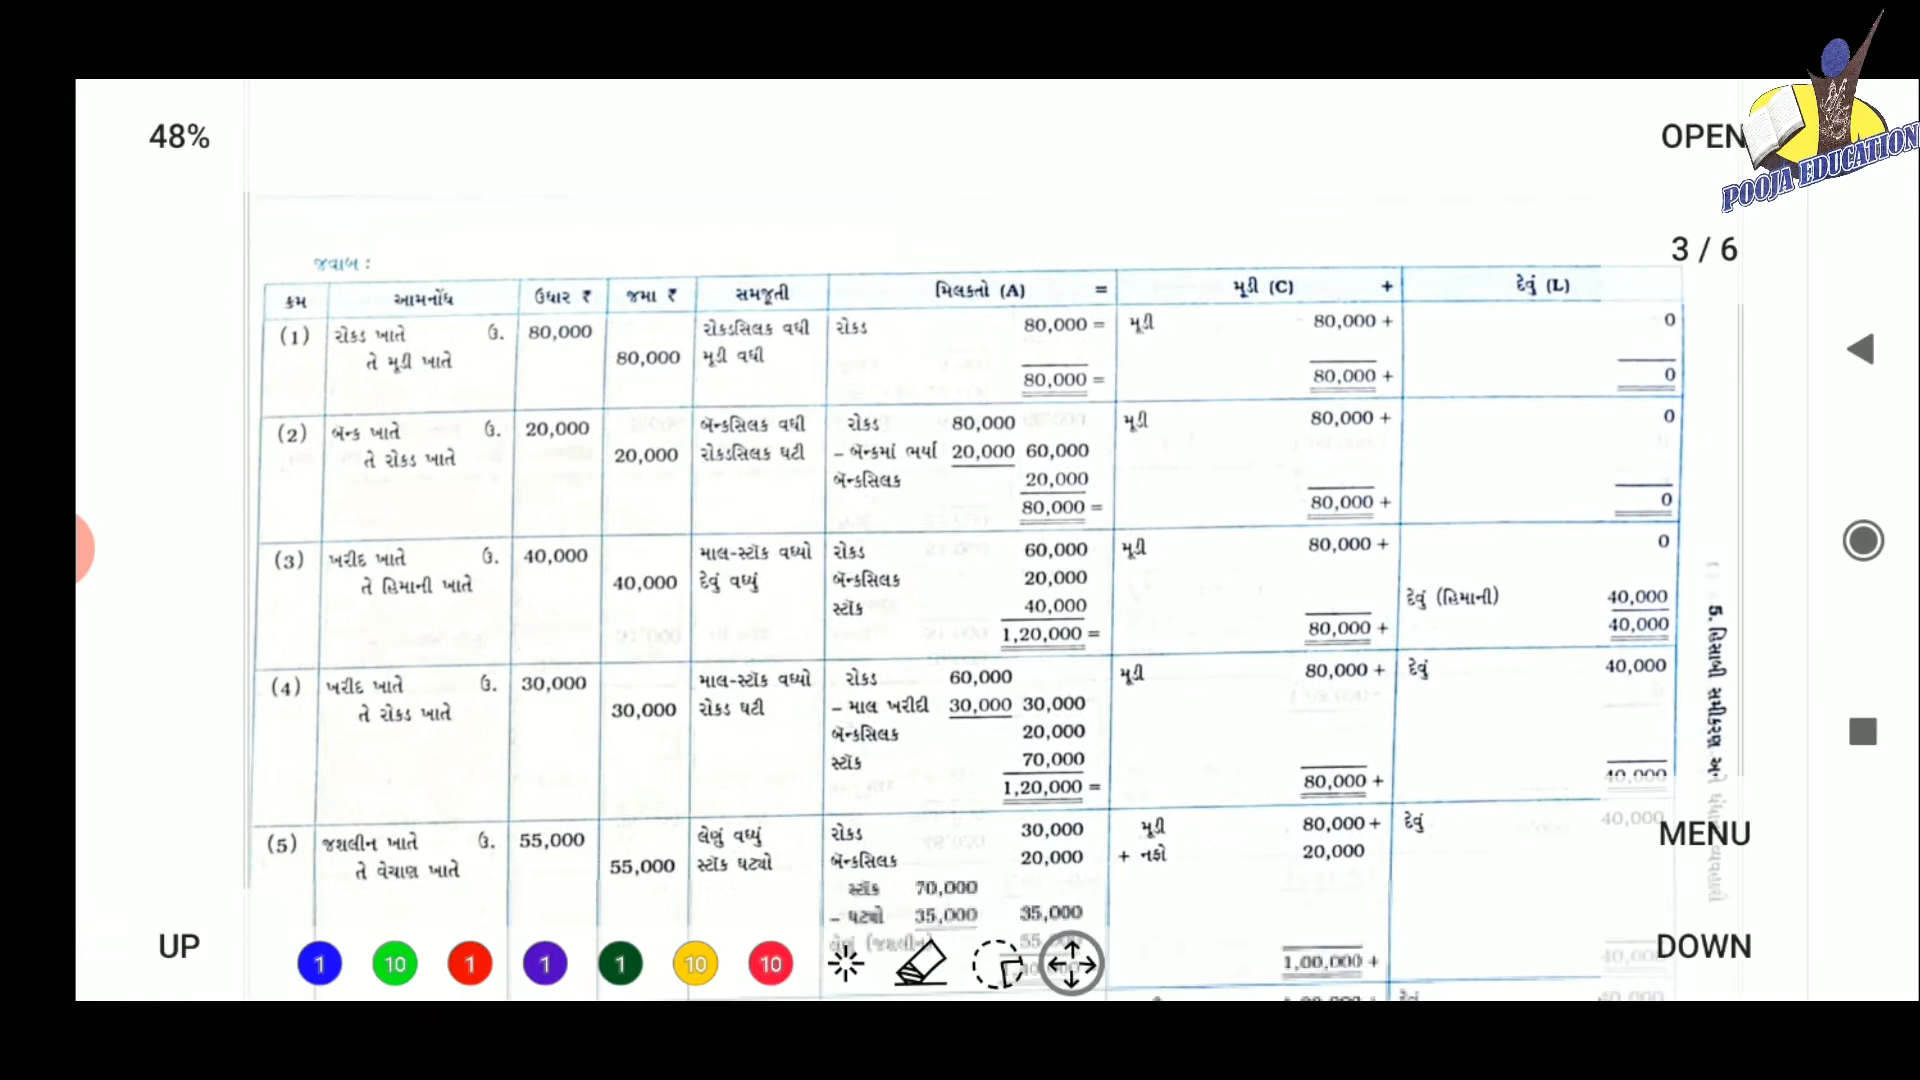 48%
OPEN
POOJA EDUCATION
3 / 6
જવાબ :
ક્રમ આમનોંધ ઉધાર ₹ જમા ₹ સમજૂતી મિલકતો (A) = મૂડી (C) + દેવું (L)
(1) રોકડ ખાતે ઉ. 80,000 રોકડસિલક વધી રોકડ 80,000 = મૂડી 80,000 + 0
તે મૂડી ખાતે 80,000 મૂડી વધી
80,000 = 80,000 + 0
(2) બૅન્ક ખાતે ઉ. 20,000 બૅન્કસિલક વધી રોકડ 80,000 મૂડી 80,000 + 0
તે રોકડ ખાતે 20,000 રોકડસિલક ઘટી – બૅન્કમાં ભર્યા 20,000 60,000
બૅન્કસિલક 20,000
80,000 = 80,000 + 0
(3) ખરીદ ખાતે ઉ. 40,000 માલ-સ્ટૉક વધ્યો રોકડ 60,000 મૂડી 80,000 + 0
તે હિમાની ખાતે 40,000 દેવું વધ્યું બૅન્કસિલક 20,000
સ્ટૉક 40,000 દેવું (હિમાની) 40,000
1,20,000 = 80,000 + 40,000
(4) ખરીદ ખાતે ઉ. 30,000 માલ-સ્ટૉક વધ્યો રોકડ 60,000 મૂડી 80,000 + દેવું 40,000
તે રોકડ ખાતે 30,000 રોકડ ઘટી – માલ ખરીદી 30,000 30,000
બૅન્કસિલક 20,000
સ્ટૉક 70,000
1,20,000 = 80,000 + 40,000
(5) જશલીન ખાતે ઉ. 55,000 લેણું વધ્યું રોકડ 30,000 મૂડી 80,000 + દેવું 40,000
તે વેચાણ ખાતે 55,000 સ્ટૉક ઘટ્યો બૅન્કસિલક 20,000 + નફો 20,000
સ્ટૉક 70,000
– ઘટ્યો 35,000 35,000
લેણું (જશલીન)
1,00,000 +
5. હિસાબી સમીકરણ
MENU
UP
DOWN
1 10 1 1 1 10 10